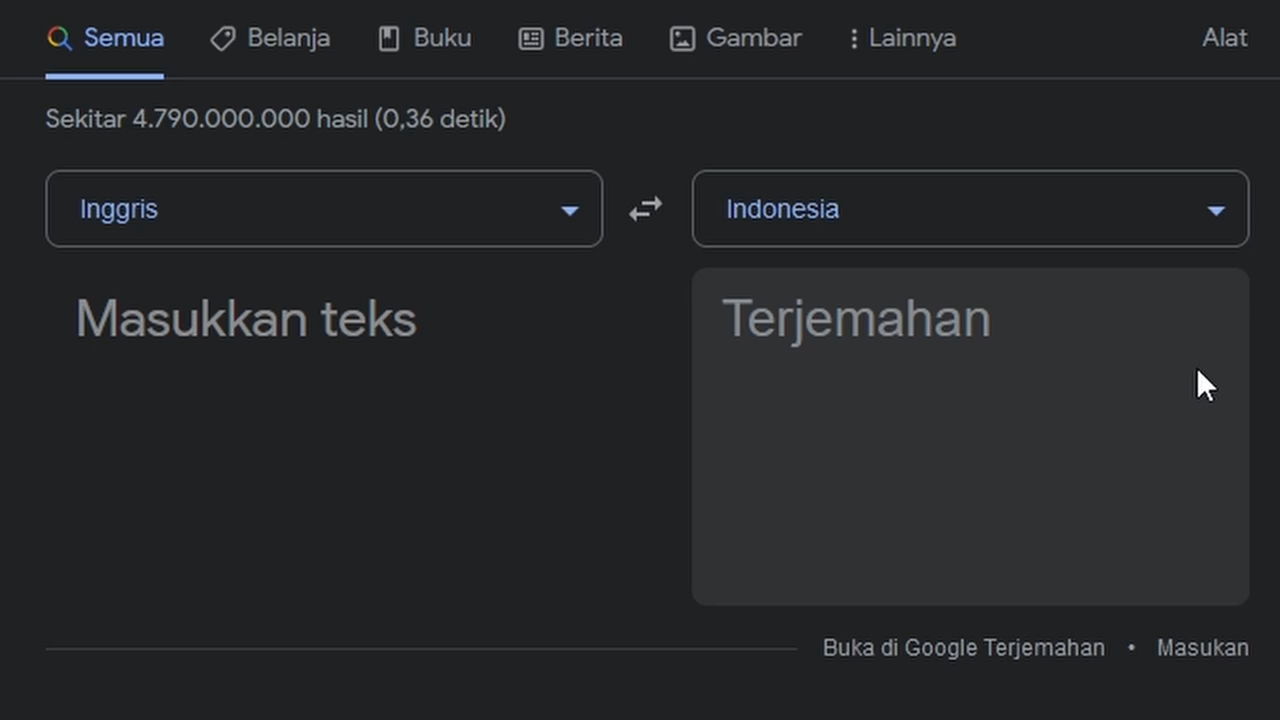 Semua Belanja Buku Berita Gambar Lainnya Alat
Sekitar 4.790.000.000 hasil (0,36 detik)
Inggris Indonesia
Masukkan teks Terjemahan
Buka di Google Terjemahan • Masukan